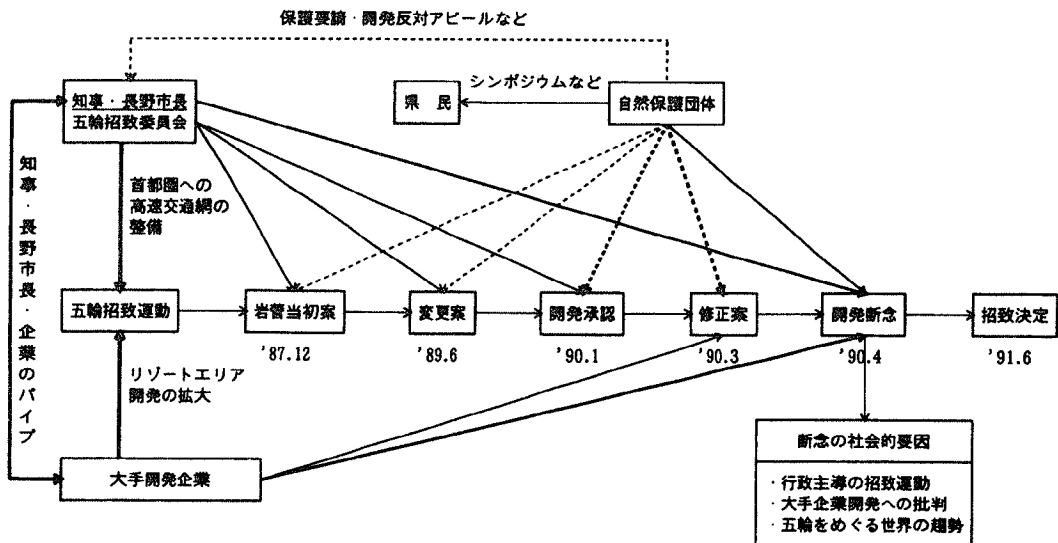 保護要請・開発反対アピールなど
シンポジウムなど
知事・長野市長
五輪招致委員会
県民
自然保護団体
知事・長野市長・企業のパイプ
首都圏への
高速交通網の
整備
五輪招致運動
岩菅当初案
変更案
開発承認
修正案
開発断念
招致決定
'87.12
'89.6
'90.1
'90.3
'90.4
'91.6
リゾートエリア
開発の拡大
大手開発企業
断念の社会的要因
・行政主導の招致運動
・大手企業開発への批判
・五輪をめぐる世界の趨勢